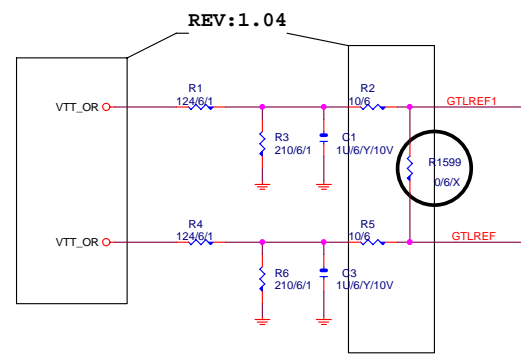 REV:1.04
R1
124/6/1
R2
10/6
VTT_OR
GTLREF1
R3
210/6/1
C1
1U/6/Y/10V
R1599
0/6/X
R4
124/6/1
R5
10/6
VTT_OR
GTLREF
R6
210/6/1
C3
1U/6/Y/10V